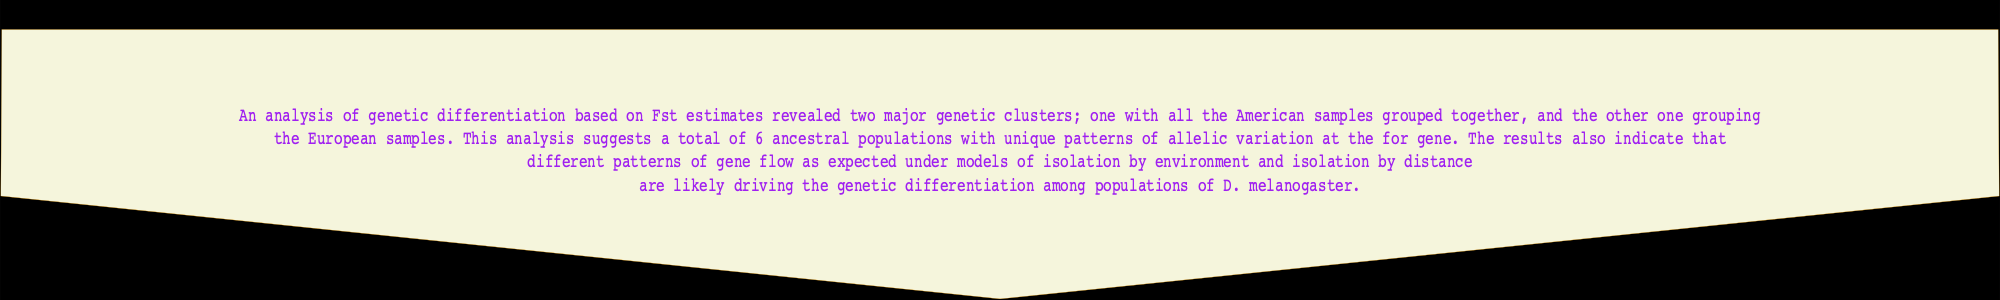 An analysis of genetic differentiation based on Fst estimates revealed two major genetic clusters; one with all the American samples grouped together, and the other one grouping
the European samples. This analysis suggests a total of 6 ancestral populations with unique patterns of allelic variation at the for gene. The results also indicate that
different patterns of gene flow as expected under models of isolation by environment and isolation by distance
are likely driving the genetic differentiation among populations of D. melanogaster.